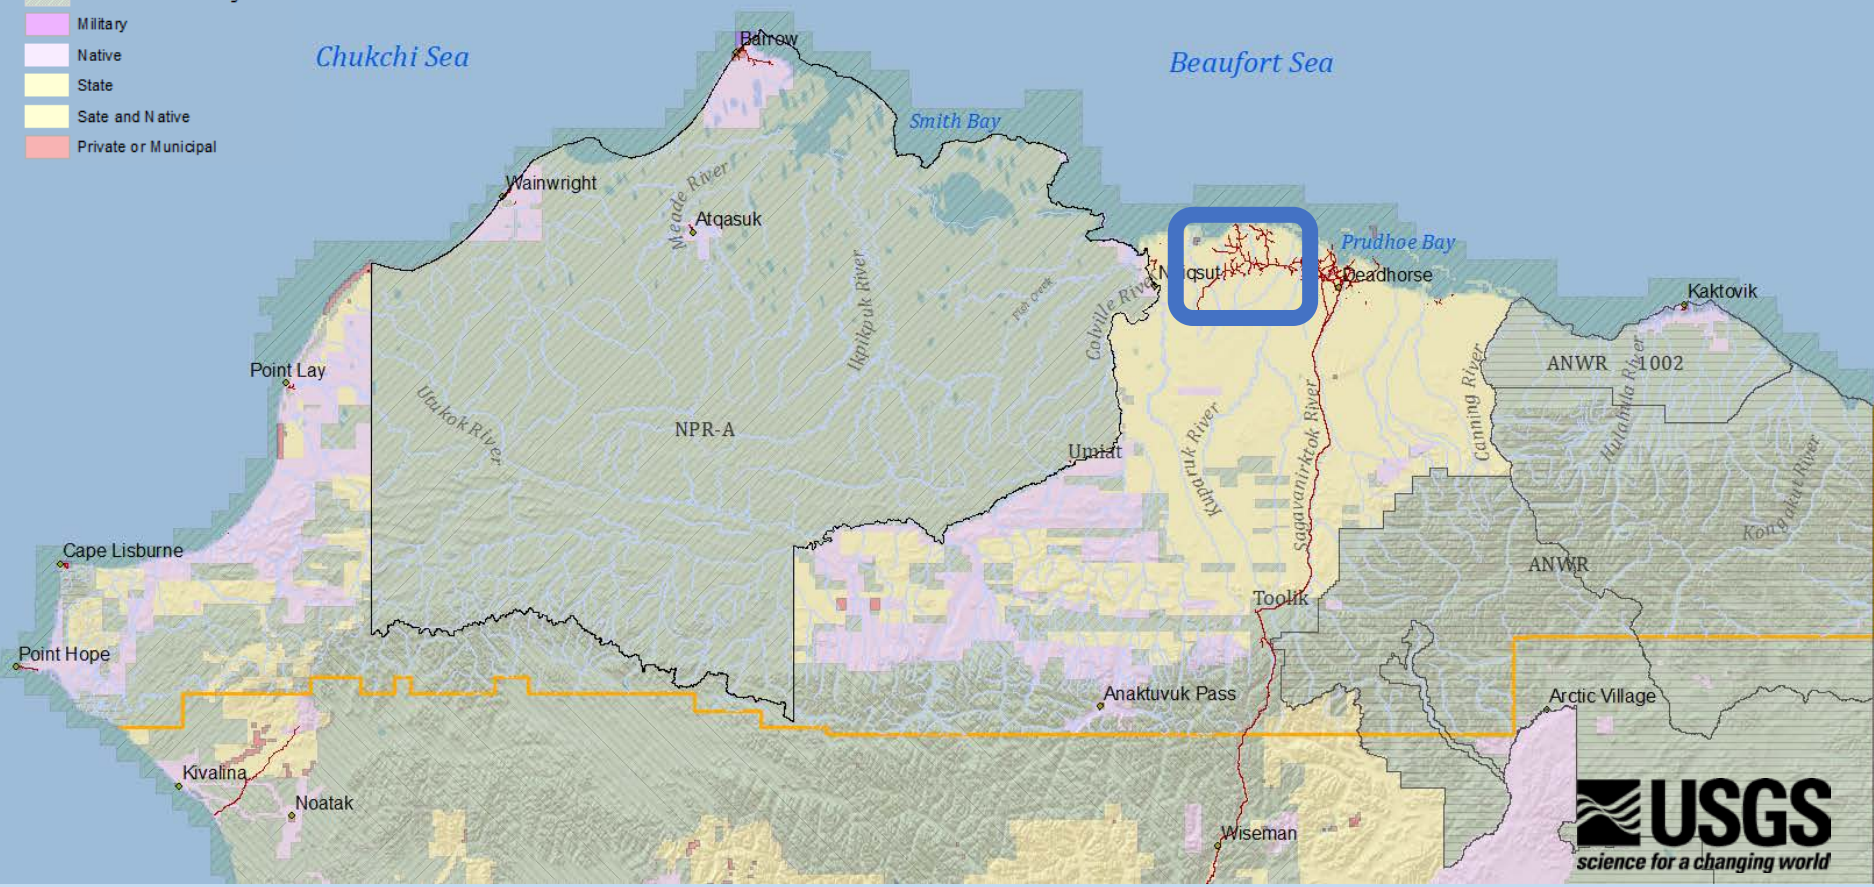 Military
Native
State
Sate and Native
Private or Municipal
Chukchi Sea
Barrow
Beaufort Sea
Smith Bay
Wainwright
Meade River
Atqasuk
Ikpikpuk River
Fish Creek
Colville River
Prudhoe Bay
Deadhorse
Kaktovik
Point Lay
Utukok River
NPR-A
Umiat
Kuparuk River
Sagavanirktok River
Canning River
ANWR 1002
Hulahula River
Kongakut River
ANWR
Cape Lisburne
Toolik
Point Hope
Anaktuvuk Pass
Arctic Village
Kivalina
Noatak
Wiseman
USGS
science for a changing world